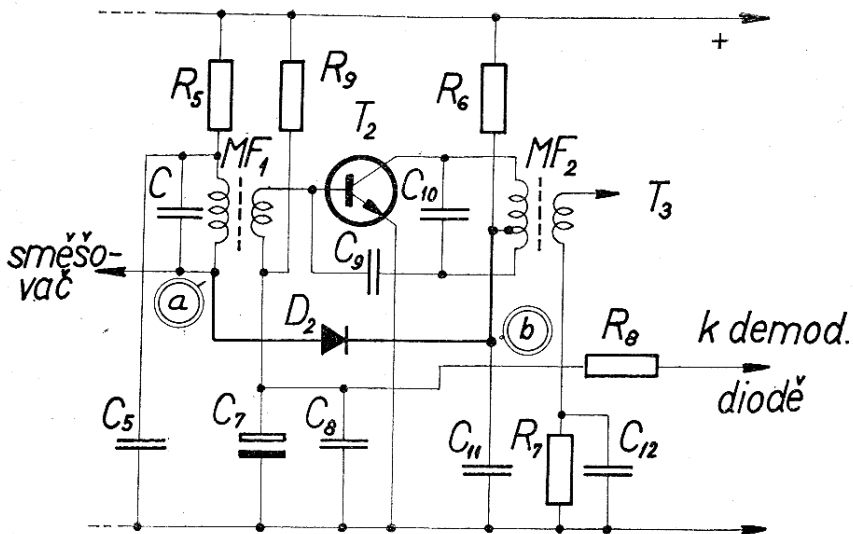 +
R5
R9
R6
T2
MF1
MF2
C
C10
T3
C9
směšo-
vač
a
D2
b
R8
k demod.
diodě
C5
C7
C8
C11
R7
C12